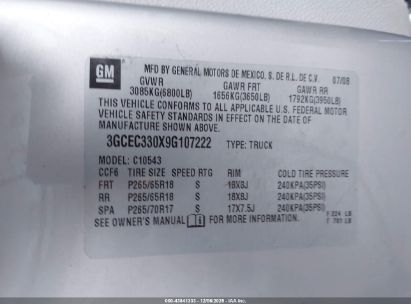 GM
MFD BY GENERAL MOTORS DE MEXICO, S. DE R.L. DE C.V. 07/08
GVWR GAWR FRT GAWR RR
3085KG(6800LB) 1656KG(3650LB) 1792KG(3950LB)
THIS VEHICLE CONFORMS TO ALL APPLICABLE U.S. FEDERAL MOTOR
VEHICLE SAFETY STANDARDS IN EFFECT ON THE DATE OF
MANUFACTURE SHOWN ABOVE.
3GCEC330X9G107222 TYPE: TRUCK
MODEL: C10543
CCF6 TIRE SIZE SPEED RTG RIM COLD TIRE PRESSURE
FRT P265/65R18 S 18X8J 240KPA(35PSI)
RR P265/65R18 S 18X8J 240KPA(35PSI)
SPA P265/70R17 S 17X7.5J 240KPA(35PSI)
SEE OWNER'S MANUAL FOR MORE INFORMATION. F 224 LB
LB